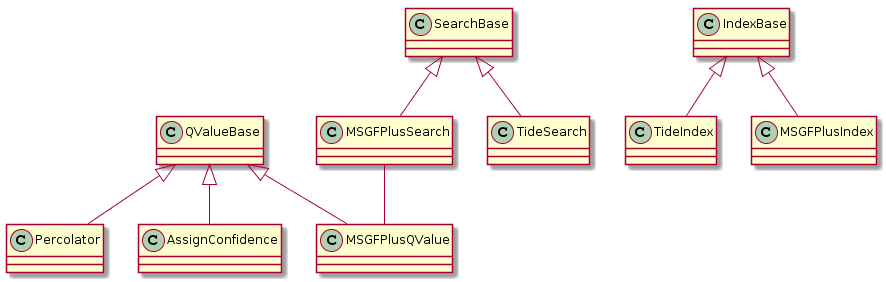 C SearchBase
C IndexBase
C QValueBase
C MSGFPlusSearch
C TideSearch
C TideIndex
C MSGFPlusIndex
C Percolator
C AssignConfidence
C MSGFPlusQValue